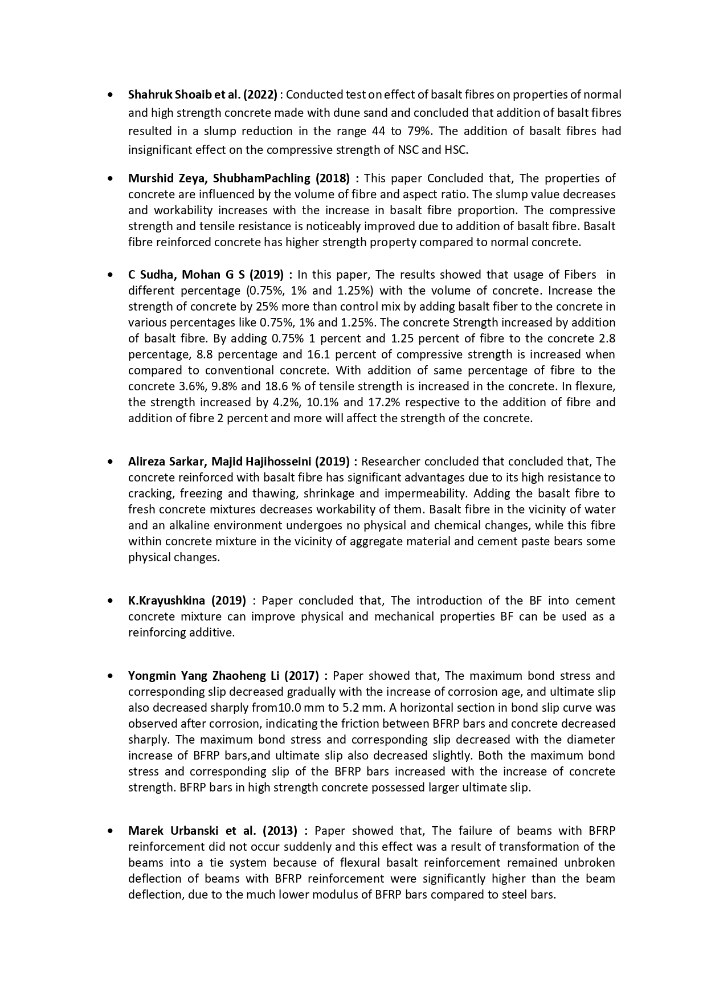 • Shahruk Shoaib et al. (2022) : Conducted test on effect of basalt fibres on properties of normal
and high strength concrete made with dune sand and concluded that addition of basalt fibres
resulted in a slump reduction in the range 44 to 79%. The addition of basalt fibres had
insignificant effect on the compressive strength of NSC and HSC.
• Murshid Zeya, ShubhamPachling (2018) : This paper Concluded that, The properties of
concrete are influenced by the volume of fibre and aspect ratio. The slump value decreases
and workability increases with the increase in basalt fibre proportion. The compressive
strength and tensile resistance is noticeably improved due to addition of basalt fibre. Basalt
fibre reinforced concrete has higher strength property compared to normal concrete.
• C Sudha, Mohan G S (2019) : In this paper, The results showed that usage of Fibers in
different percentage (0.75%, 1% and 1.25%) with the volume of concrete. Increase the
strength of concrete by 25% more than control mix by adding basalt fiber to the concrete in
various percentages like 0.75%, 1% and 1.25%. The concrete Strength increased by addition
of basalt fibre. By adding 0.75% 1 percent and 1.25 percent of fibre to the concrete 2.8
percentage, 8.8 percentage and 16.1 percent of compressive strength is increased when
compared to conventional concrete. With addition of same percentage of fibre to the
concrete 3.6%, 9.8% and 18.6 % of tensile strength is increased in the concrete. In flexure,
the strength increased by 4.2%, 10.1% and 17.2% respective to the addition of fibre and
addition of fibre 2 percent and more will affect the strength of the concrete.
• Alireza Sarkar, Majid Hajihosseini (2019) : Researcher concluded that concluded that, The
concrete reinforced with basalt fibre has significant advantages due to its high resistance to
cracking, freezing and thawing, shrinkage and impermeability. Adding the basalt fibre to
fresh concrete mixtures decreases workability of them. Basalt fibre in the vicinity of water
and an alkaline environment undergoes no physical and chemical changes, while this fibre
within concrete mixture in the vicinity of aggregate material and cement paste bears some
physical changes.
• K.Krayushkina (2019) : Paper concluded that, The introduction of the BF into cement
concrete mixture can improve physical and mechanical properties BF can be used as a
reinforcing additive.
• Yongmin Yang Zhaoheng Li (2017) : Paper showed that, The maximum bond stress and
corresponding slip decreased gradually with the increase of corrosion age, and ultimate slip
also decreased sharply from10.0 mm to 5.2 mm. A horizontal section in bond slip curve was
observed after corrosion, indicating the friction between BFRP bars and concrete decreased
sharply. The maximum bond stress and corresponding slip decreased with the diameter
increase of BFRP bars,and ultimate slip also decreased slightly. Both the maximum bond
stress and corresponding slip of the BFRP bars increased with the increase of concrete
strength. BFRP bars in high strength concrete possessed larger ultimate slip.
• Marek Urbanski et al. (2013) : Paper showed that, The failure of beams with BFRP
reinforcement did not occur suddenly and this effect was a result of transformation of the
beams into a tie system because of flexural basalt reinforcement remained unbroken
deflection of beams with BFRP reinforcement were significantly higher than the beam
deflection, due to the much lower modulus of BFRP bars compared to steel bars.